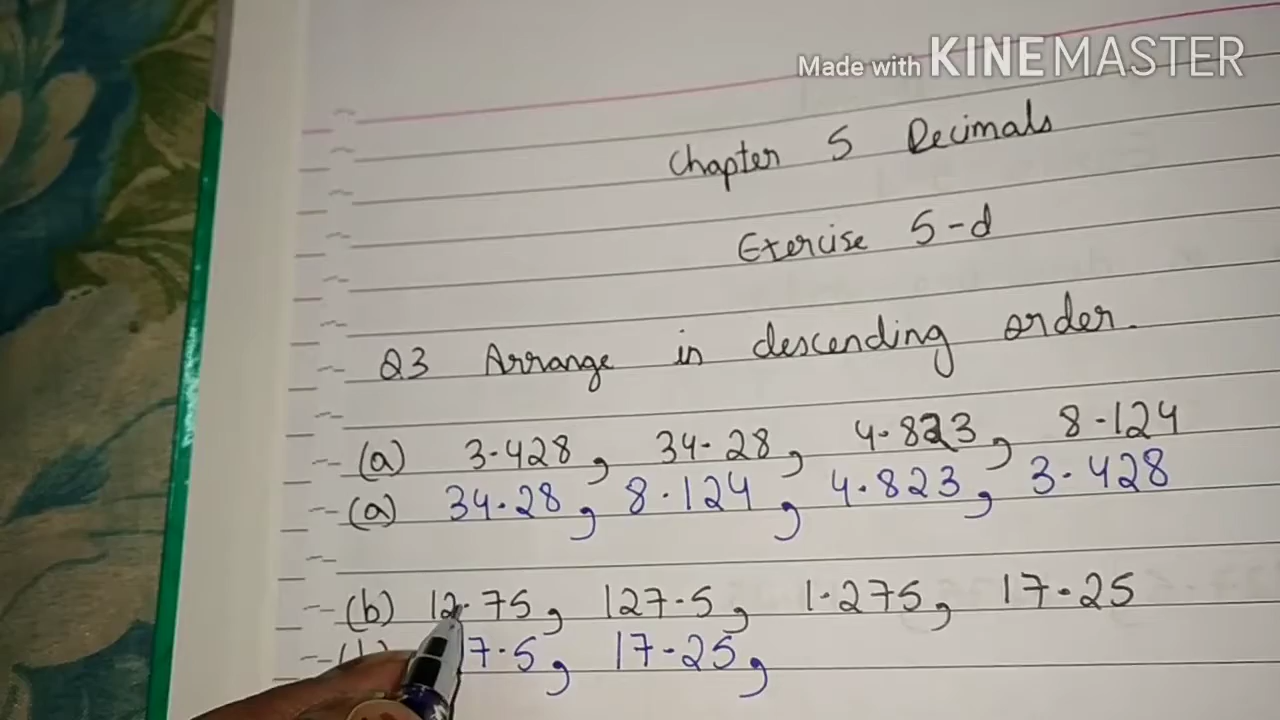 Made with KINEMASTER
Chapter 5 Decimals
Exercise 5-d
Q3 Arrange in descending order.
(a) 3.428, 34.28, 4.823, 8.124
(a) 34.28, 8.124, 4.823, 3.428
(b) 12.75, 127.5, 1.275, 17.25
7.5, 17.25,